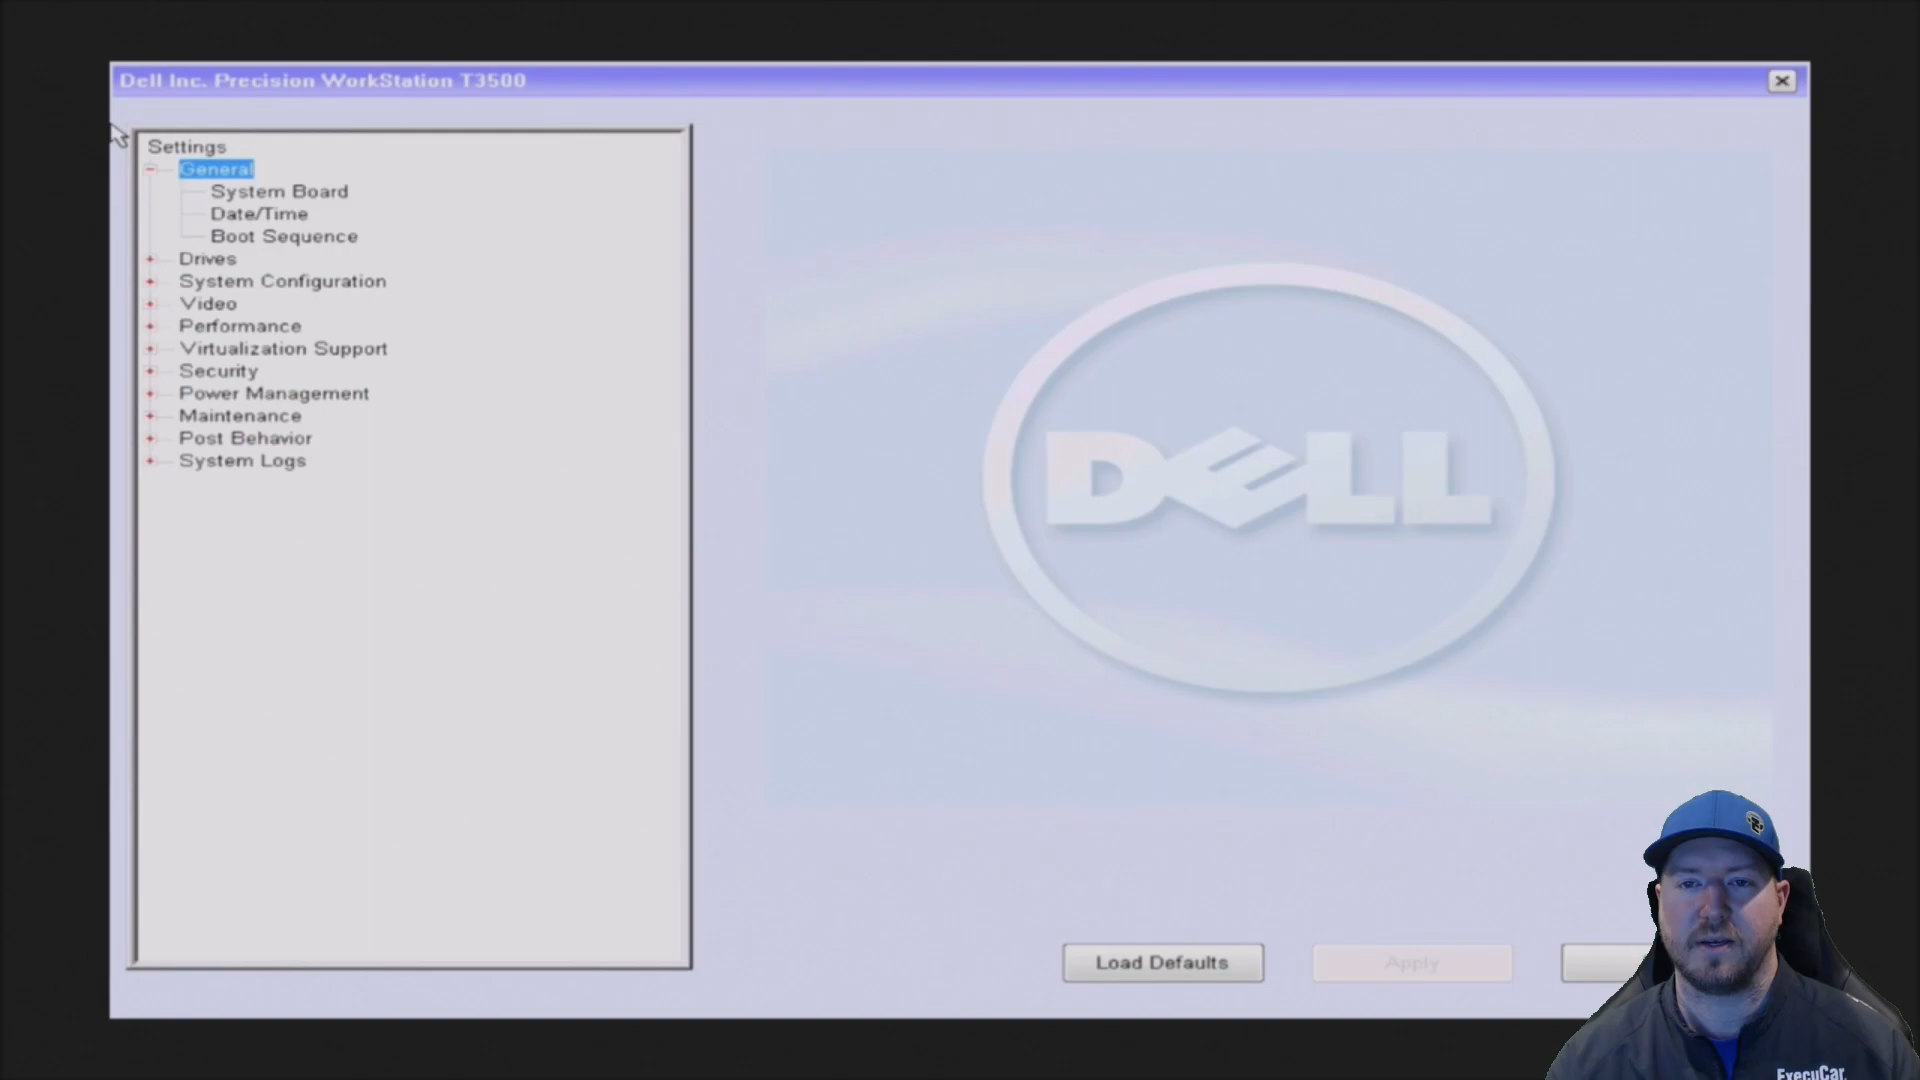 Dell Inc. Precision WorkStation T3500
Settings
General
System Board
Date/Time
Boot Sequence
Drives
System Configuration
Video
Performance
Virtualization Support
Security
Power Management
Maintenance
Post Behavior
System Logs
DELL
Load Defaults
Apply
ExecuCar